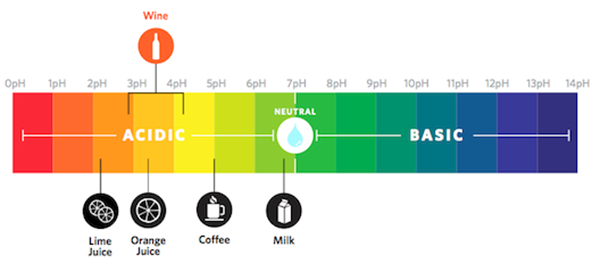 Wine
0pH 1pH 2pH 3pH 4pH 5pH 6pH 7pH 8pH 9pH 10pH 11pH 12pH 13pH 14pH
NEUTRAL
ACIDIC BASIC
Lime Juice
Orange Juice
Coffee
Milk